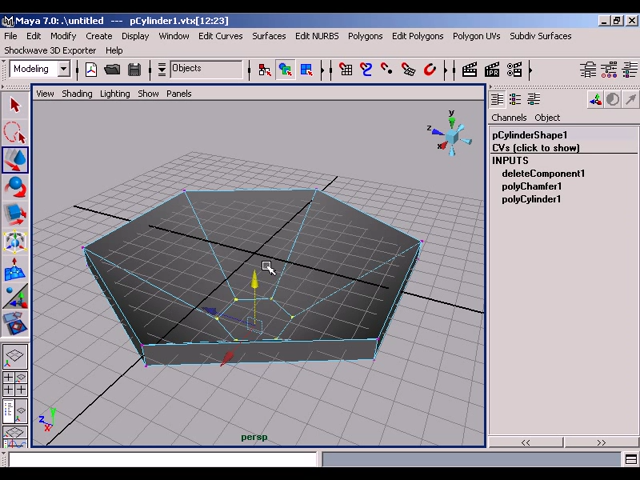 Maya 7.0: .\untitled --- pCylinder1.vtx[12:23]
File Edit Modify Create Display Window Edit Curves Surfaces Edit NURBS Polygons Edit Polygons Polygon UVs Subdiv Surfaces
Shockwave 3D Exporter Help
Modeling Objects IPR
View Shading Lighting Show Panels
Channels Object
pCylinderShape1
CVs (click to show)
INPUTS
deleteComponent1
polyChamfer1
polyCylinder1
y
z
x
z
x
persp
<< >>